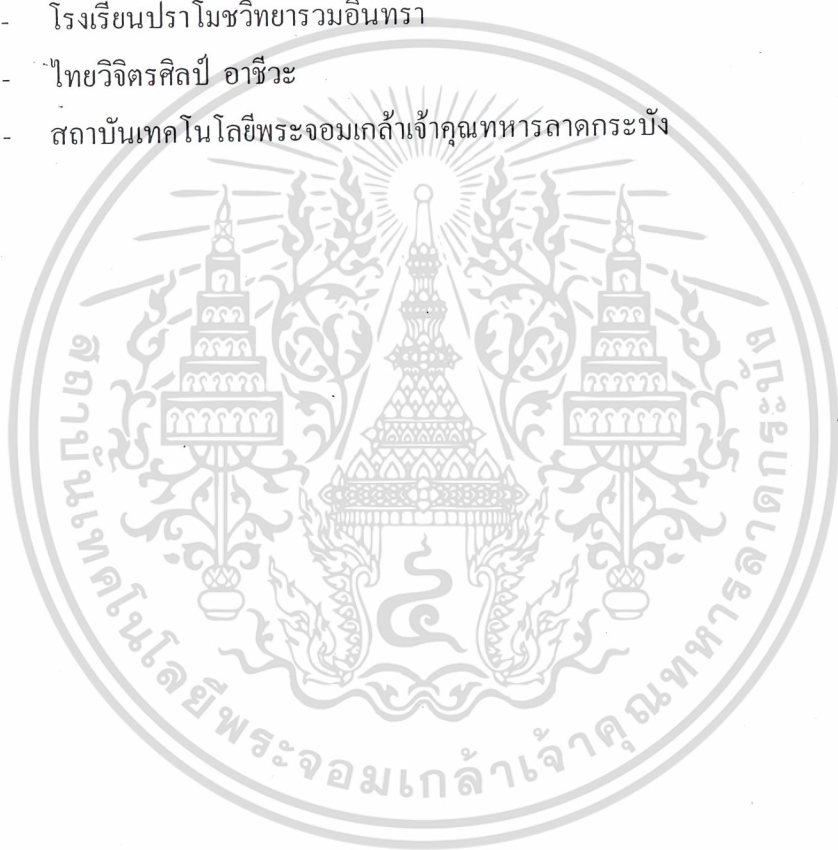 - โรงเรียนปราโมชวิทยารวมอินทรา
- ไทยวิจิตรศิลป์ อาชีวะ
- สถาบันเทคโนโลยีพระจอมเกล้าเจ้าคุณทหารลาดกระบัง
สถาบันเทคโนโลยีพระจอมเกล้าเจ้าคุณทหารลาดกระบัง
๔